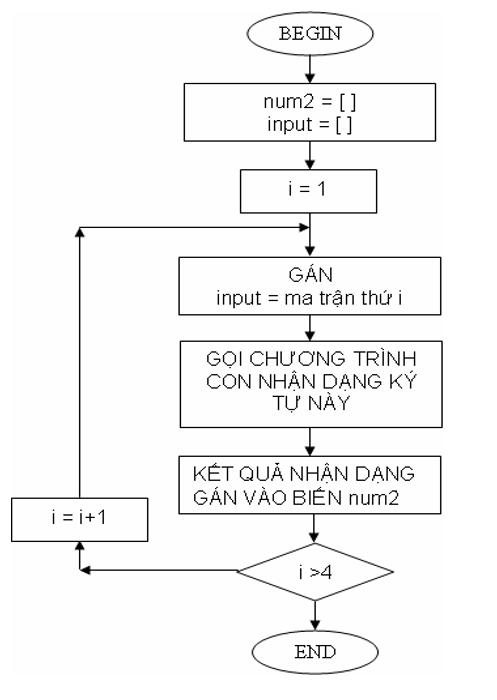 BEGIN
num2 = [ ]
input = [ ]
i = 1
GÁN
input = ma trận thứ i
GỌI CHƯƠNG TRÌNH
CON NHẬN DẠNG KÝ
TỰ NÀY
KẾT QUẢ NHẬN DẠNG
GÁN VÀO BIẾN num2
i = i+1
i >4
END